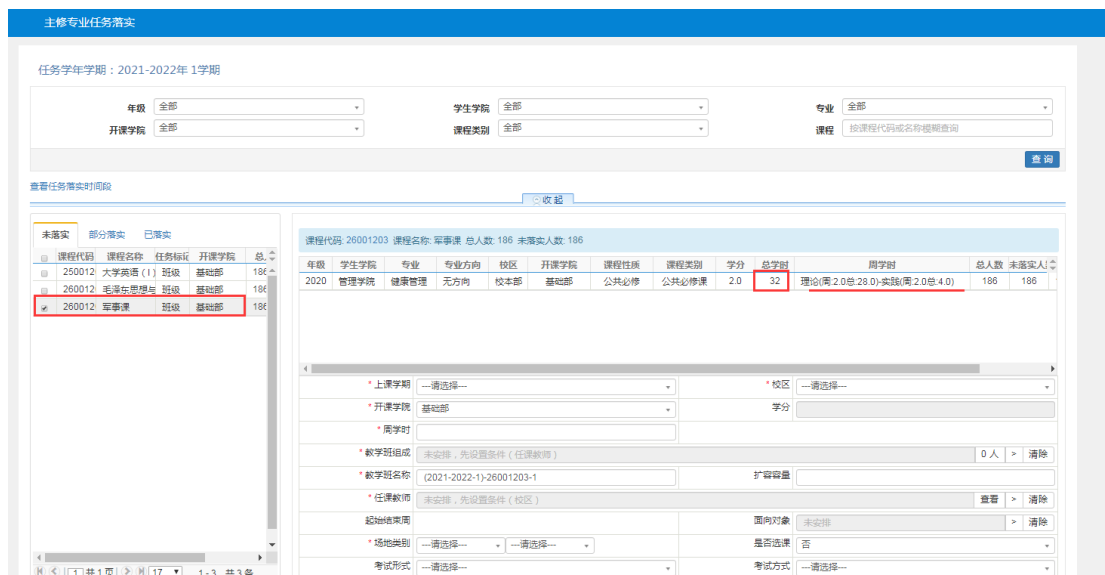 主修专业任务落实
任务学年学期：2021-2022年 1学期
年级 全部 学生学院 全部 专业 全部
开课学院 全部 课程类别 全部 课程 按课程代码或名称模糊查询
查 询
查看任务落实时间段
收 起
未落实 部分落实 已落实
课程代码 课程名称 任务标记 开课学院 总
250012 大学英语 (Ⅰ) 班级 基础部 186
260012 毛泽东思想与 班级 基础部 186
260012 军事课 班级 基础部 186
1 共1页 17 1 - 3 共 3 条
课程代码: 26001203 课程名称: 军事课 总人数: 186 未落实人数: 186
年级 学生学院 专业 专业方向 校区 开课学院 课程性质 课程类别 学分 总学时 周学时 总人数 未落实人
2020 管理学院 健康管理 无方向 校本部 基础部 公共必修 公共必修课 2.0 32 理论(周:2.0总:28.0)-实践(周:2.0总:4.0) 186 186
* 上课学期 ---请选择--- * 校区 ---请选择---
* 开课学院 基础部 学分
* 周学时
* 教学班组成 未安排，先设置条件（任课教师） 0 人 > 清除
* 教学班名称 (2021-2022-1)-26001203-1 扩容容量
* 任课教师 未安排，先设置条件（校区） 查看 > 清除
起始结束周 面向对象 未安排 > 清除
* 场地类别 ---请选择--- ---请选择--- 是否选课 否
考试形式 ---请选择--- 考试方式 ---请选择---